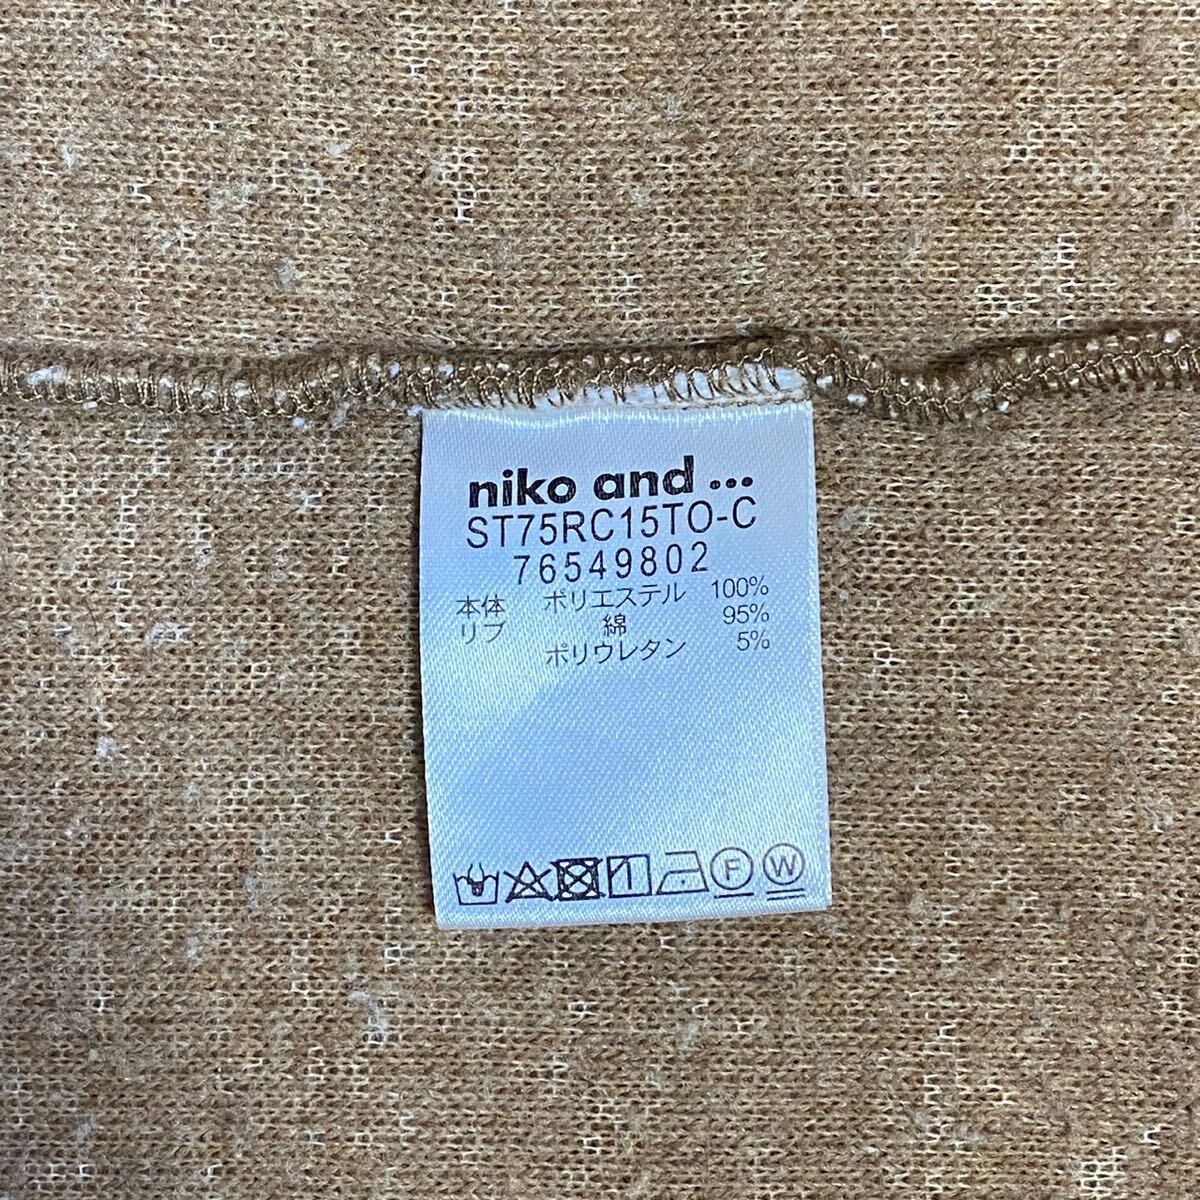 niko and ...
ST75RC15TO-C
76549802
本体 ポリエステル 100%
リブ 綿 95%
ポリウレタン 5%
F W